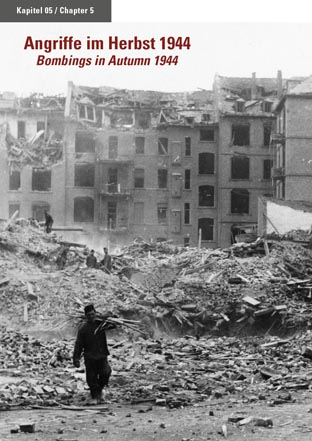 Kapitel 05 / Chapter 5
Angriffe im Herbst 1944
Bombings in Autumn 1944